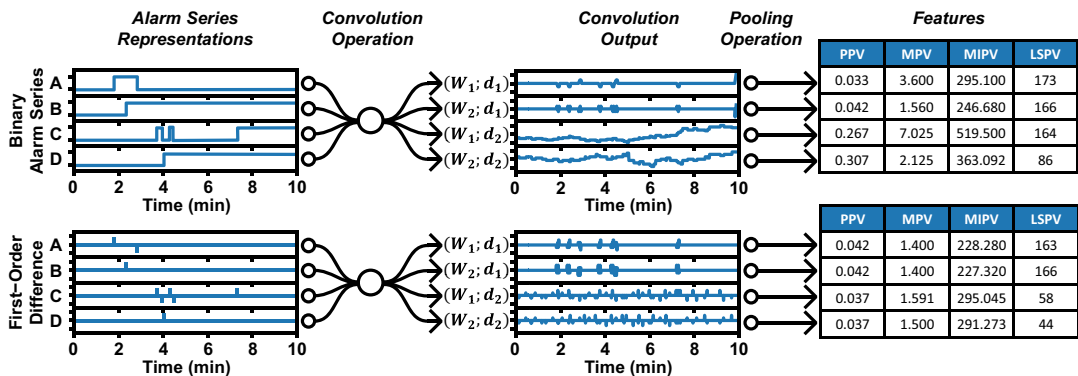 Alarm Series Representations
Convolution Operation
Convolution Output
Pooling Operation
Features
Binary Alarm Series
A
B
C
D
0 2 4 6 8 10
Time (min)
(W₁; d₁)
(W₂; d₁)
(W₁; d₂)
(W₂; d₂)
0 2 4 6 8 10
Time (min)
PPV MPV MIPV LSPV
0.033 3.600 295.100 173
0.042 1.560 246.680 166
0.267 7.025 519.500 164
0.307 2.125 363.092 86
First–Order Difference
A
B
C
D
0 2 4 6 8 10
Time (min)
(W₁; d₁)
(W₂; d₁)
(W₁; d₂)
(W₂; d₂)
0 2 4 6 8 10
Time (min)
PPV MPV MIPV LSPV
0.042 1.400 228.280 163
0.042 1.400 227.320 166
0.037 1.591 295.045 58
0.037 1.500 291.273 44